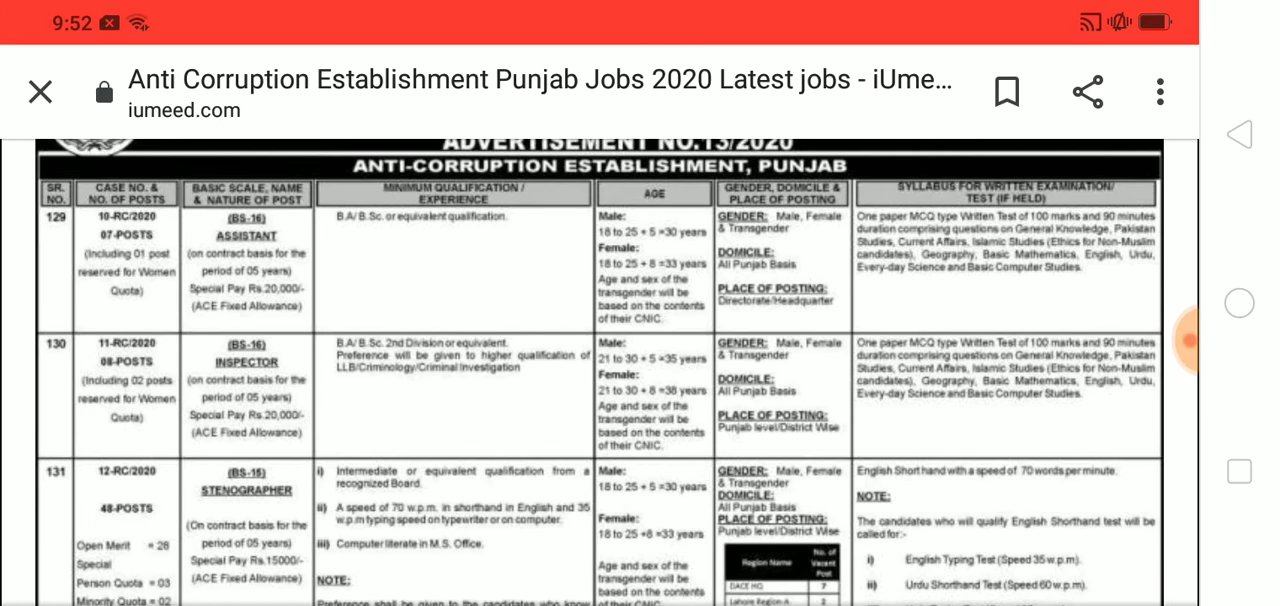 9:52
Anti Corruption Establishment Punjab Jobs 2020 Latest jobs - iUme...
iumeed.com
ADVERTISEMENT NO.13/2020
ANTI-CORRUPTION ESTABLISHMENT, PUNJAB
SR. NO.
CASE NO. & NO. OF POSTS
BASIC SCALE, NAME & NATURE OF POST
MINIMUM QUALIFICATION / EXPERIENCE
AGE
GENDER, DOMICILE & PLACE OF POSTING
SYLLABUS FOR WRITTEN EXAMINATION/ TEST (IF HELD)
129
10-RC/2020
07-POSTS
(Including 01 post
reserved for Women
Quota)
(BS-16)
ASSISTANT
(on contract basis for the
period of 05 years)
Special Pay Rs.20,000/-
(ACE Fixed Allowance)
B.A/ B.Sc. or equivalent qualification.
Male:
18 to 25 + 5 =30 years
Female:
18 to 25 + 8 =33 years
Age and sex of the
transgender will be
based on the contents
of their CNIC.
GENDER: Male, Female
& Transgender
DOMICILE:
All Punjab Basis
PLACE OF POSTING:
Directorate/Headquarter
One paper MCQ type Written Test of 100 marks and 90 minutes
duration comprising questions on General Knowledge, Pakistan
Studies, Current Affairs, Islamic Studies (Ethics for Non-Muslim
candidates), Geography, Basic Mathematics, English, Urdu,
Every-day Science and Basic Computer Studies.
130
11-RC/2020
08-POSTS
(Including 02 posts
reserved for Women
Quota)
(BS-16)
INSPECTOR
(on contract basis for the
period of 05 years)
Special Pay Rs.20,000/-
(ACE Fixed Allowance)
B.A/ B.Sc. 2nd Division or equivalent.
Preference will be given to higher qualification of
LLB/Criminology/Criminal Investigation
Male:
21 to 30 + 5 =35 years
Female:
21 to 30 + 8 =38 years
Age and sex of the
transgender will be
based on the contents
of their CNIC.
GENDER: Male, Female
& Transgender
DOMICILE:
All Punjab Basis
PLACE OF POSTING:
Punjab level/District Wise
One paper MCQ type Written Test of 100 marks and 90 minutes
duration comprising questions on General Knowledge, Pakistan
Studies, Current Affairs, Islamic Studies (Ethics for Non-Muslim
candidates), Geography, Basic Mathematics, English, Urdu,
Every-day Science and Basic Computer Studies.
131
12-RC/2020
48-POSTS
Open Merit = 28
Special
Person Quota = 03
Minority Quota = 02
(BS-15)
STENOGRAPHER
(On contract basis for the
period of 05 years)
Special Pay Rs.15000/-
(ACE Fixed Allowance)
i) Intermediate or equivalent qualification from a
recognized Board.
ii) A speed of 70 w.p.m. in shorthand in English and 35
w.p.m typing speed on typewriter or on computer.
iii) Computer literate in M.S. Office.
NOTE:
Preference shall be given to the candidates who know
Male:
18 to 25 + 5 =30 years
Female:
18 to 25 +8 =33 years
Age and sex of the
transgender will be
based on the contents
of their CNIC.
GENDER: Male, Female
& Transgender
DOMICILE:
All Punjab Basis
PLACE OF POSTING:
Punjab level/District Wise
Region Name No. of Vacant Post
DACE HQ 7
Lahore Region-A 2
English Short hand with a speed of 70 words per minute.
NOTE:
The candidates who will qualify English Shorthand test will be
called for:-
i) English Typing Test (Speed 35 w.p.m).
ii) Urdu Shorthand Test (Speed 60 w.p.m).